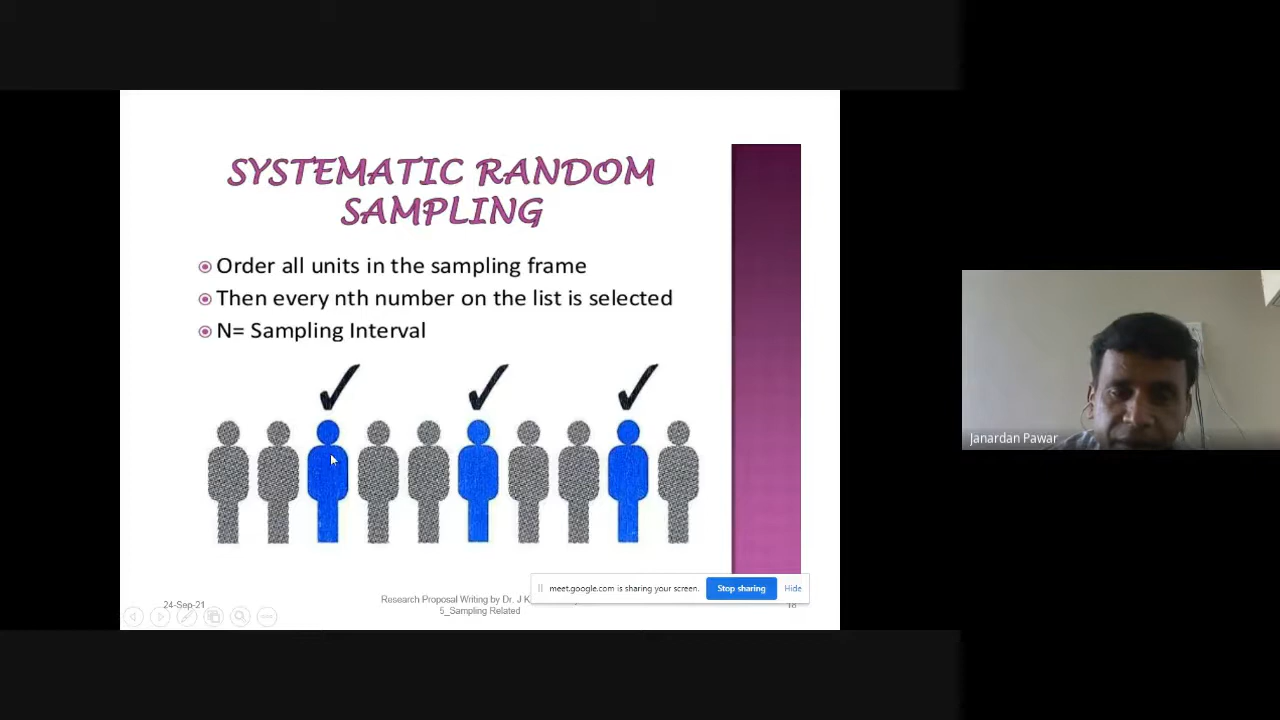 SYSTEMATIC RANDOM
SAMPLING
Order all units in the sampling frame
Then every nth number on the list is selected
N= Sampling Interval
Janardan Pawar
meet.google.com is sharing your screen.
Stop sharing
Hide
24-Sep-21
Research Proposal Writing by Dr. J K
5_Sampling Related